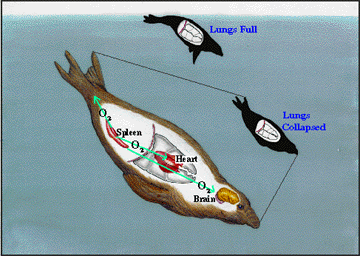 Lungs Full
Lungs
Collapsed
O2
Spleen
O2
Heart
O2
Brain